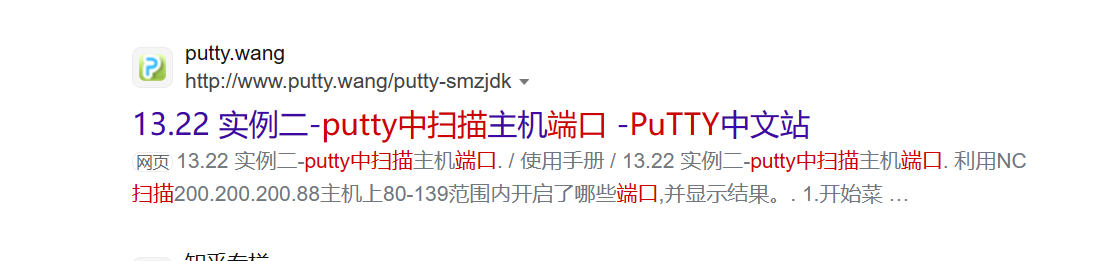 putty.wang
http://www.putty.wang/putty-smzjdk
13.22 实例二-putty中扫描主机端口 -PuTTY中文站
网页 13.22 实例二-putty中扫描主机端口. / 使用手册 / 13.22 实例二-putty中扫描主机端口. 利用NC
扫描200.200.200.88主机上80-139范围内开启了哪些端口,并显示结果。. 1.开始菜 …
知乎专栏